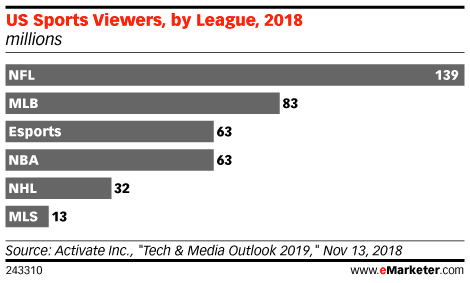 US Sports Viewers, by League, 2018
millions
NFL 139
MLB 83
Esports 63
NBA 63
NHL 32
MLS 13
Source: Activate Inc., "Tech & Media Outlook 2019," Nov 13, 2018
243310 www.eMarketer.com